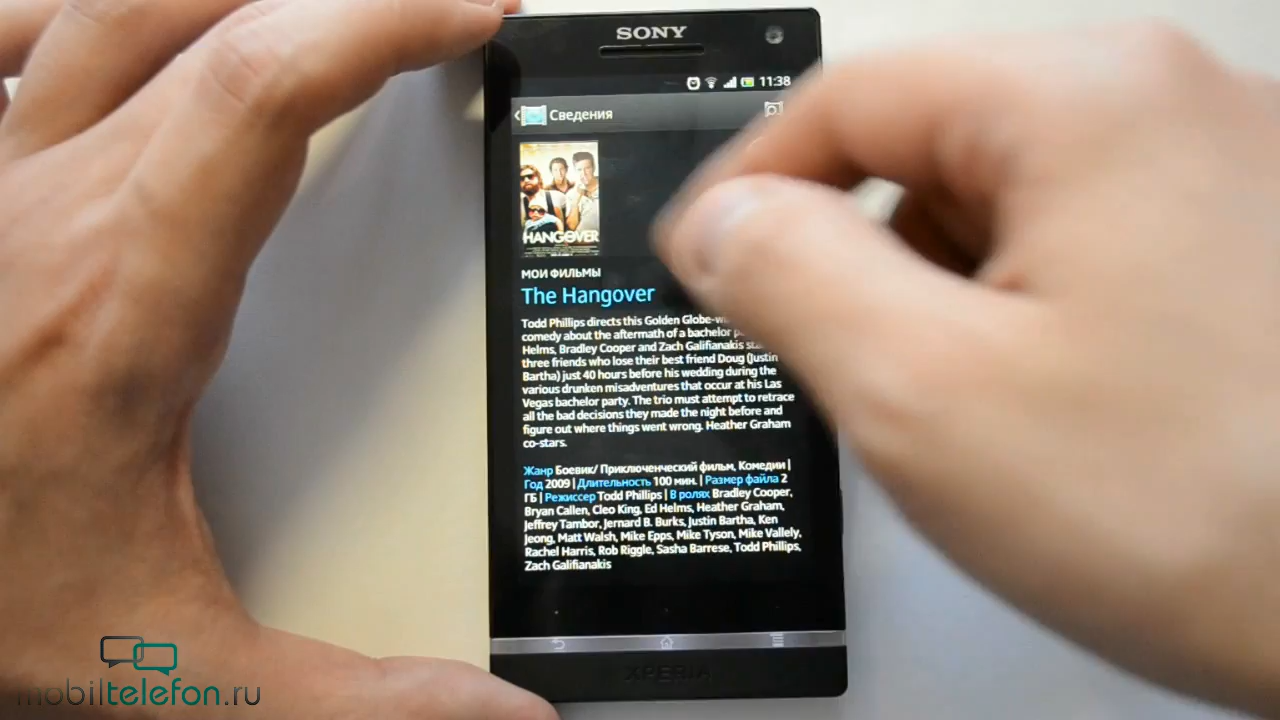 SONY
11:38
Сведения
HANGOVER
МОИ ФИЛЬМЫ
The Hangover
Todd Phillips directs this Golden Globe-
comedy about the aftermath of a bachelor
Helms, Bradley Cooper and Zach Galifianakis
three friends who lose their best friend Doug (Justin
Bartha) just 40 hours before his wedding during the
various drunken misadventures that occur at his Las
Vegas bachelor party. The trio must attempt to retrace
all the bad decisions they made the night before and
figure out where things went wrong. Heather Graham
co-stars.
Жанр Боевик/ Приключенческий фильм, Комедии |
Год 2009 | Длительность 100 мин. | Размер файла 2
ГБ | Режиссер Todd Phillips | В ролях Bradley Cooper,
Bryan Callen, Cleo King, Ed Helms, Heather Graham,
Jeffrey Tambor, Jernard B. Burks, Justin Bartha, Ken
Jeong, Matt Walsh, Mike Epps, Mike Tyson, Mike Vallely,
Rachel Harris, Rob Riggle, Sasha Barrese, Todd Phillips,
Zach Galifianakis
XPERIA
mobiltelefon.ru